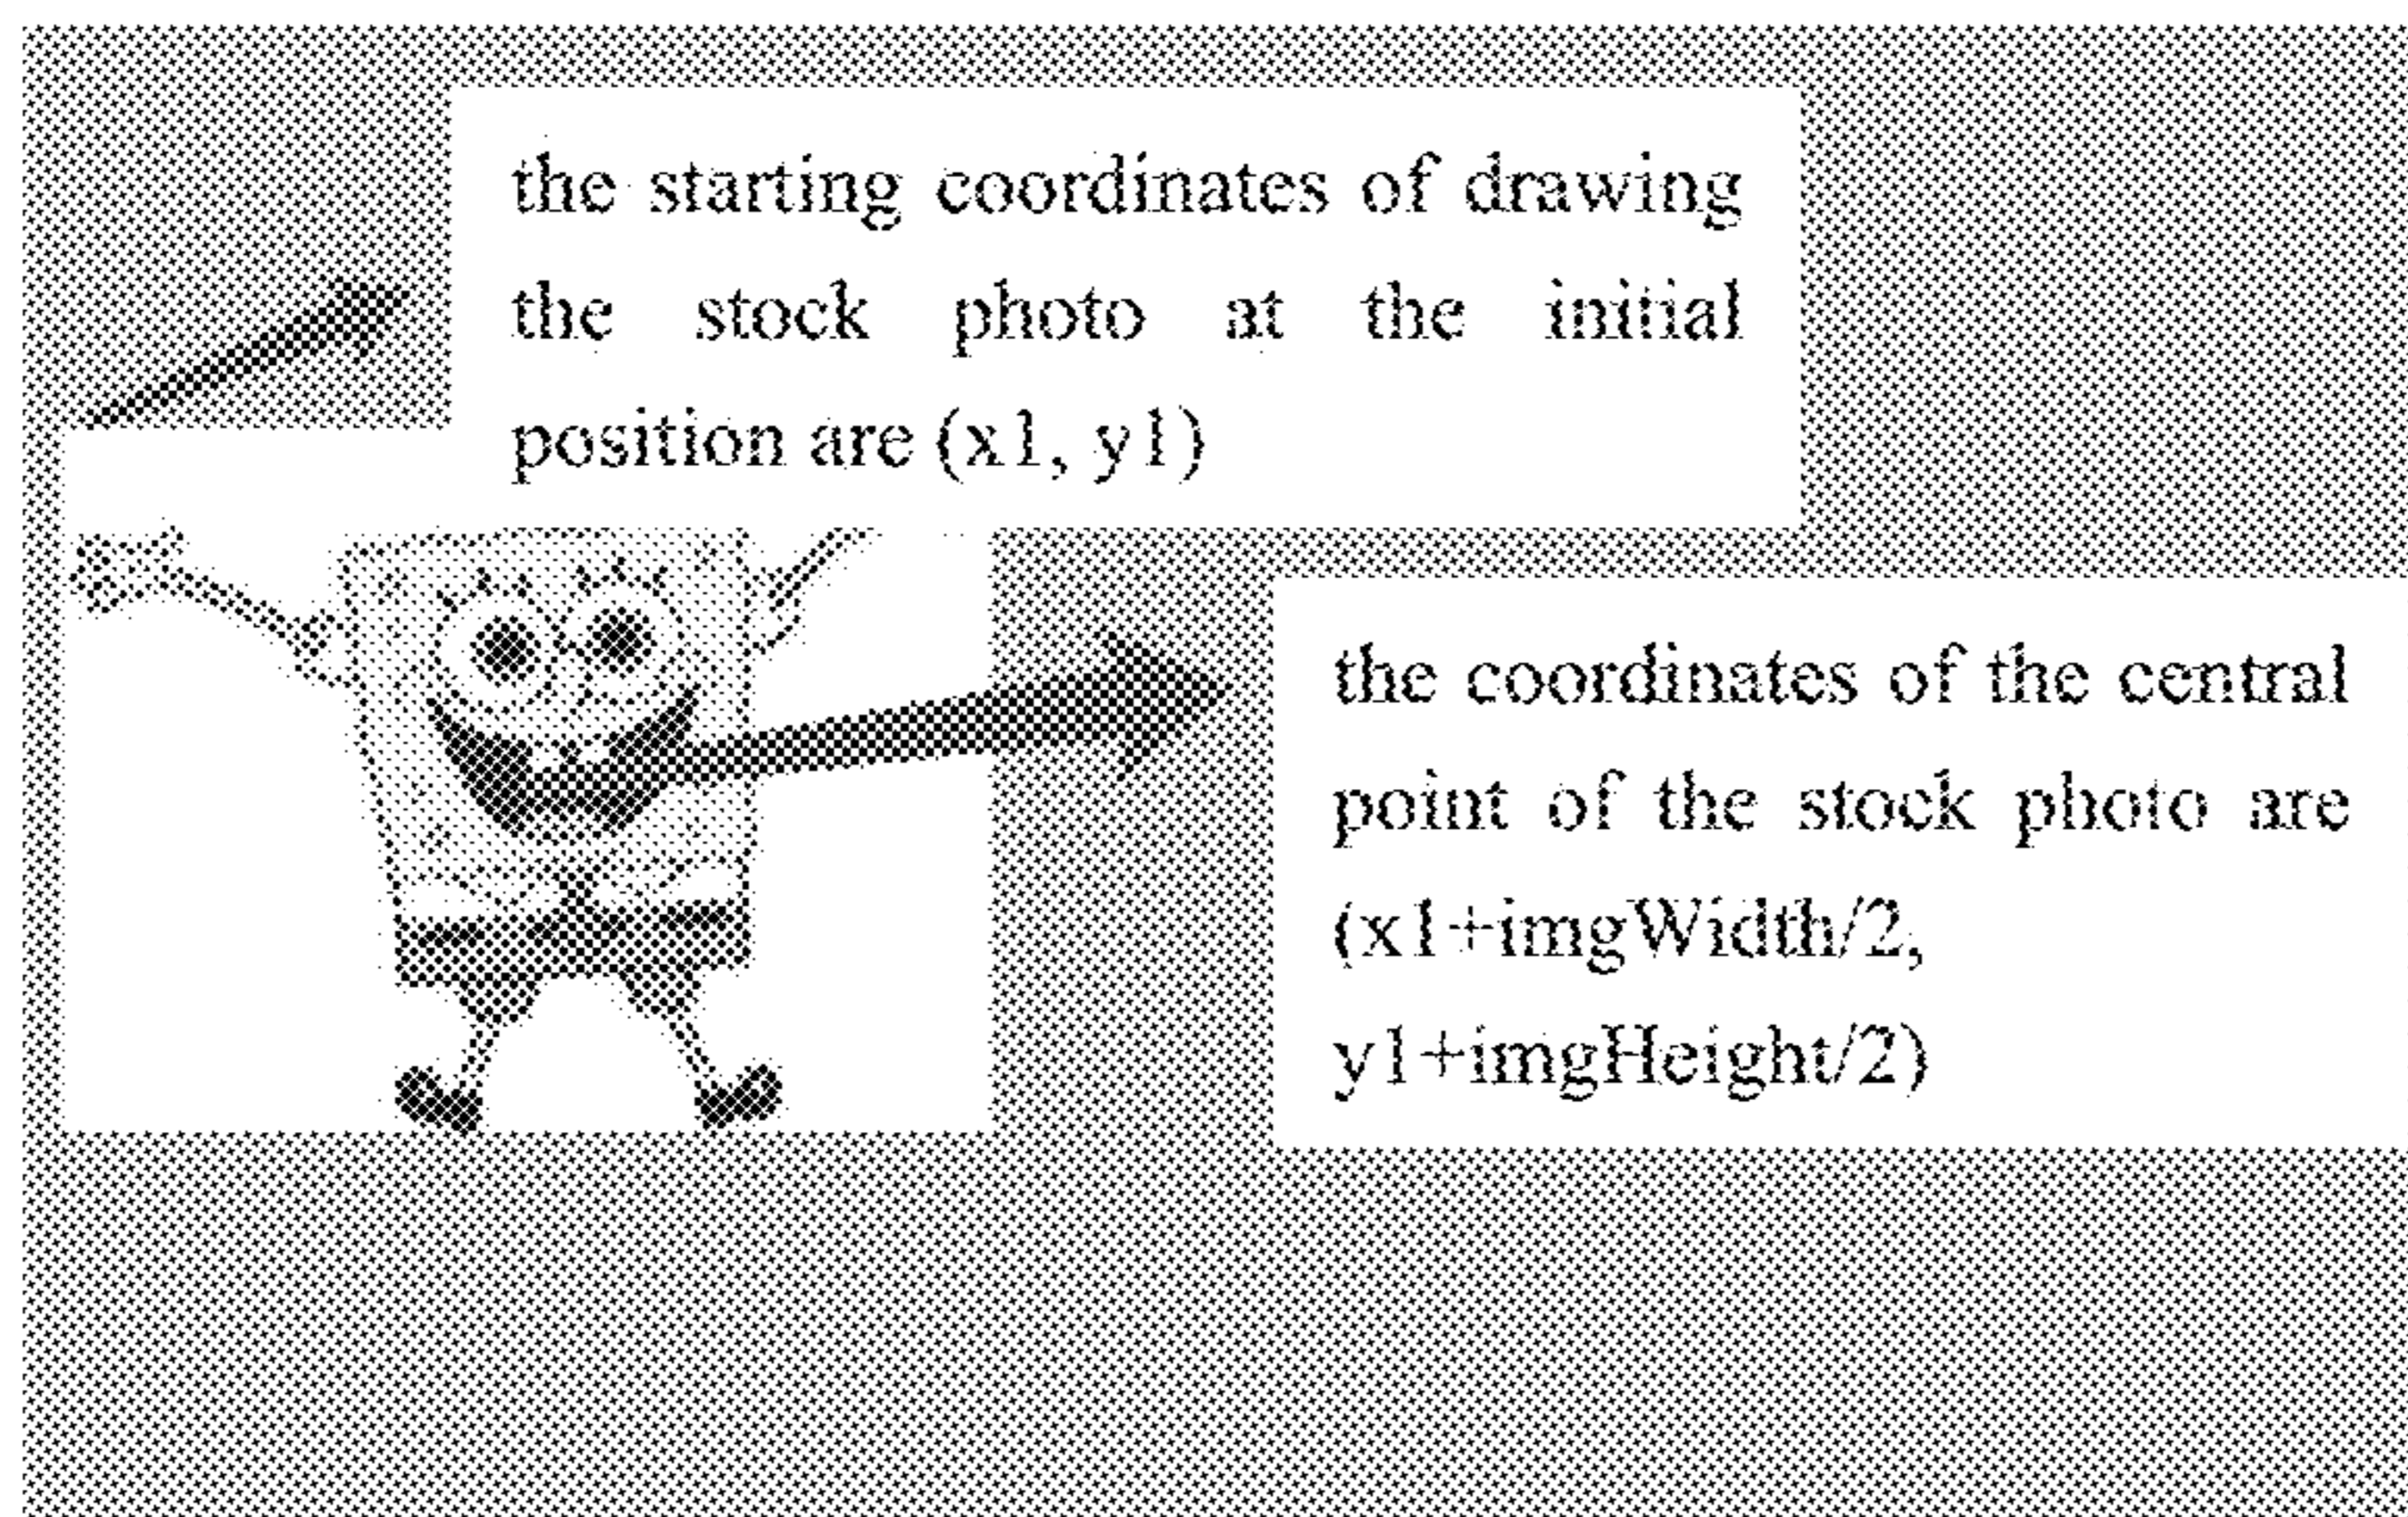 the starting coordinates of drawing
the stock photo at the initial
position are (x1, y1)
the coordinates of the central
point of the stock photo are
(x1+imgWidth/2,
y1+imgHeight/2)